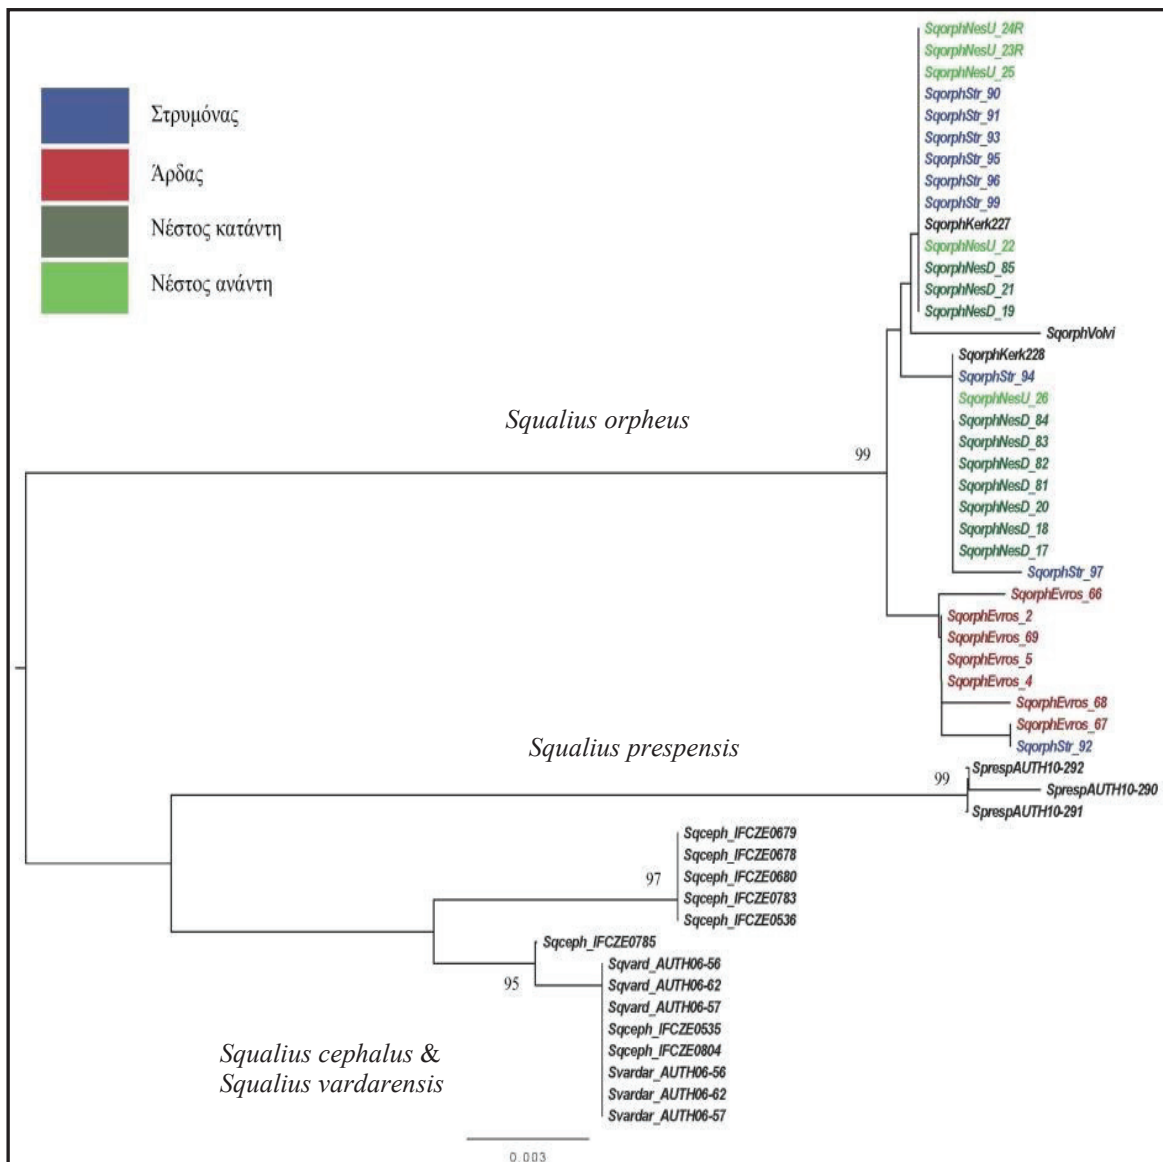 Στρυμόνας
Άρδας
Νέστος κατάντη
Νέστος ανάντη
SqorphNesU_24R
SqorphNesU_23R
SqorphNesU_25
SqorphStr_90
SqorphStr_91
SqorphStr_93
SqorphStr_95
SqorphStr_96
SqorphStr_99
SqorphKerk227
SqorphNesU_22
SqorphNesD_85
SqorphNesD_21
SqorphNesD_19
SqorphVolvi
SqorphKerk228
SqorphStr_94
SqorphNesU_26
SqorphNesD_84
SqorphNesD_83
SqorphNesD_82
SqorphNesD_81
SqorphNesD_20
SqorphNesD_18
SqorphNesD_17
SqorphStr_97
Squalius orpheus
99
SqorphEvros_66
SqorphEvros_2
SqorphEvros_69
SqorphEvros_5
SqorphEvros_4
SqorphEvros_68
SqorphEvros_67
SqorphStr_92
Squalius prespensis
99
SprespAUTH10-292
SprespAUTH10-290
SprespAUTH10-291
97
Sqceph_IFCZE0679
Sqceph_IFCZE0678
Sqceph_IFCZE0680
Sqceph_IFCZE0783
Sqceph_IFCZE0536
Sqceph_IFCZE0785
95
Sqvard_AUTH06-56
Sqvard_AUTH06-62
Sqvard_AUTH06-57
Sqceph_IFCZE0535
Sqceph_IFCZE0804
Svardar_AUTH06-56
Svardar_AUTH06-62
Svardar_AUTH06-57
Squalius cephalus &
Squalius vardarensis
0.003